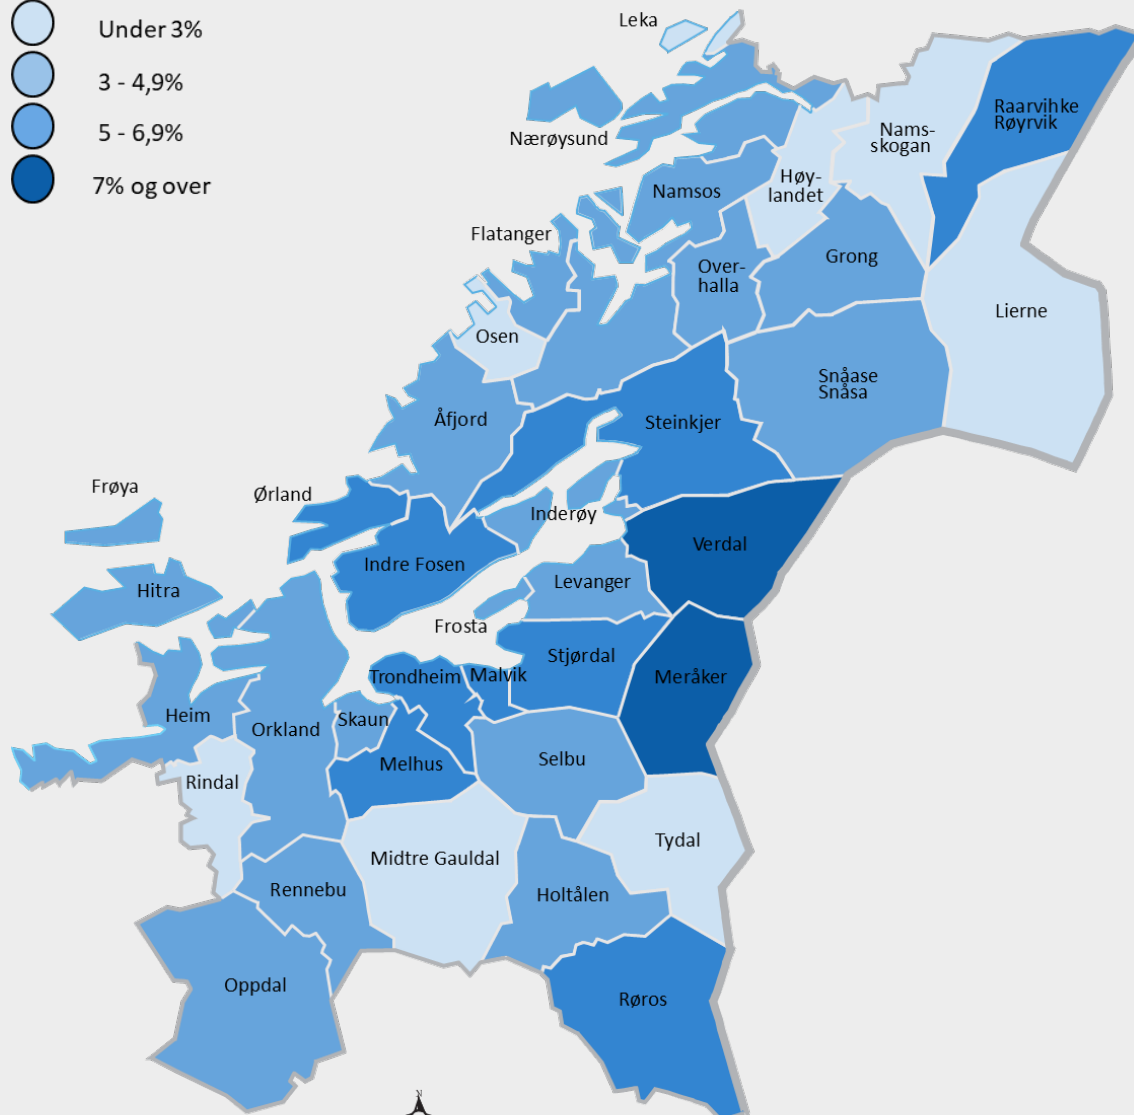 Under 3%
3 - 4,9%
5 - 6,9%
7% og over
Leka
Nærøysund
Raarvihke
Røyrvik
Nams-
skogan
Høy-
landet
Namsos
Flatanger
Over-
halla
Grong
Lierne
Osen
Snåase
Snåsa
Åfjord
Steinkjer
Frøya
Ørland
Inderøy
Verdal
Indre Fosen
Levanger
Hitra
Frosta
Stjørdal
Trondheim
Malvik
Meråker
Heim
Orkland
Skaun
Melhus
Selbu
Rindal
Tydal
Midtre Gauldal
Rennebu
Holtålen
Oppdal
Røros
N